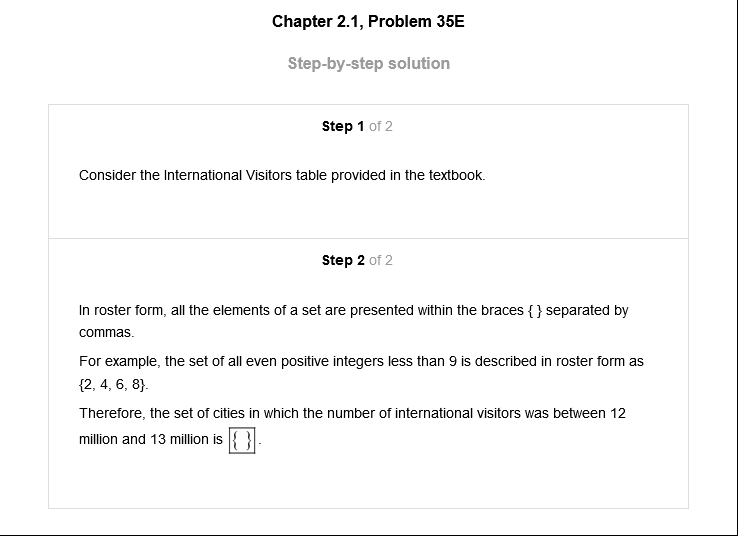 Chapter 2.1, Problem 35E
Step-by-step solution
Step 1 of 2
Consider the International Visitors table provided in the textbook.
Step 2 of 2
In roster form, all the elements of a set are presented within the braces { } separated by
commas.
For example, the set of all even positive integers less than 9 is described in roster form as
{2, 4, 6, 8}.
Therefore, the set of cities in which the number of international visitors was between 12
million and 13 million is { }.